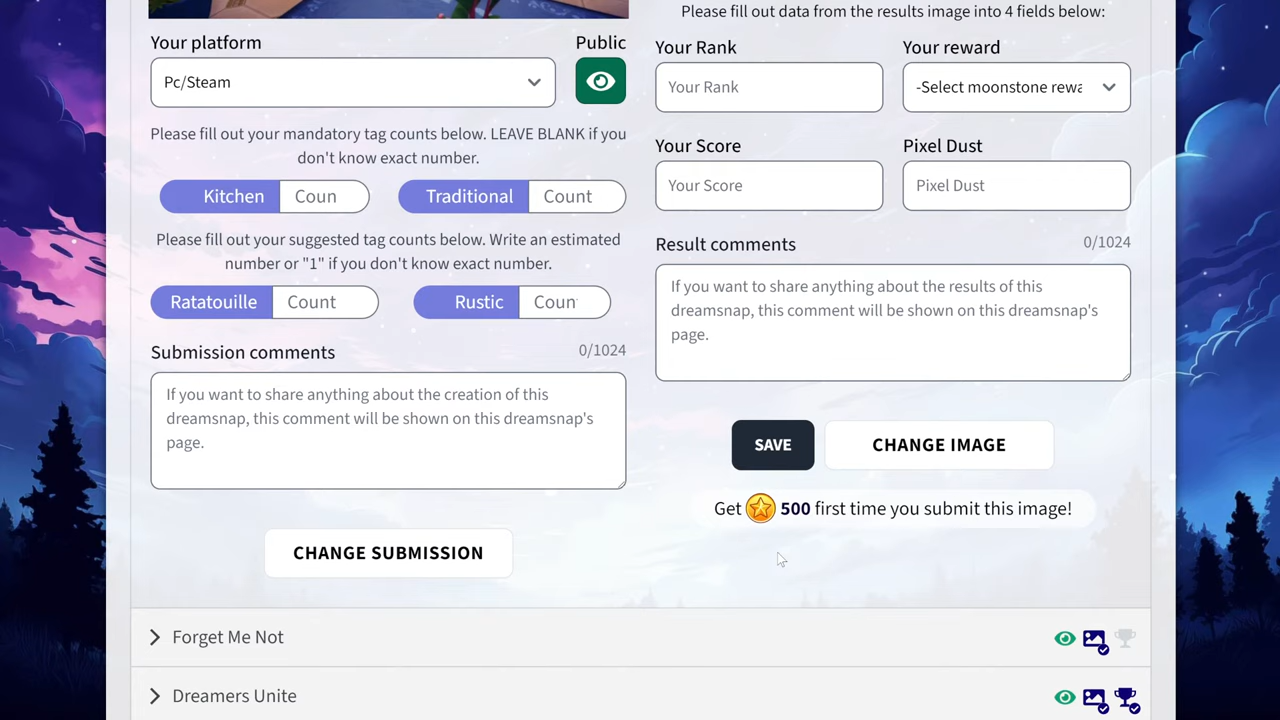 Please fill out data from the results image into 4 fields below:
Your platform
Public
Pc/Steam
Please fill out your mandatory tag counts below. LEAVE BLANK if you
don't know exact number.
Kitchen
Coun
Traditional
Count
Please fill out your suggested tag counts below. Write an estimated
number or "1" if you don't know exact number.
Ratatouille
Count
Rustic
Coun
Submission comments
0/1024
If you want to share anything about the creation of this
dreamsnap, this comment will be shown on this dreamsnap's
page.
CHANGE SUBMISSION
Your Rank
Your reward
Your Rank
-Select moonstone rewa
Your Score
Pixel Dust
Your Score
Pixel Dust
Result comments
0/1024
If you want to share anything about the results of this
dreamsnap, this comment will be shown on this dreamsnap's
page.
SAVE
CHANGE IMAGE
Get 500 first time you submit this image!
Forget Me Not
Dreamers Unite